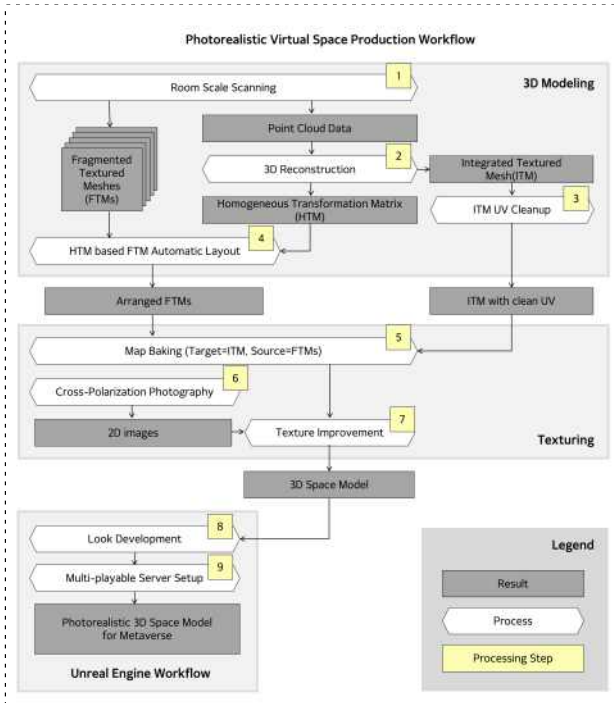 Photorealistic Virtual Space Production Workflow
1
Room Scale Scanning
3D Modeling
Point Cloud Data
Fragmented
Textured
Meshes
(FTMs)
2
3D Reconstruction
Integrated Textured
Mesh(ITM)
3
ITM UV Cleanup
Homogeneous Transformation Matrix
(HTM)
4
HTM based FTM Automatic Layout
Arranged FTMs
ITM with clean UV
5
Map Baking (Target=ITM, Source=FTMs)
6
Cross-Polarization Photography
7
2D images
Texture Improvement
Texturing
3D Space Model
8
Look Development
9
Multi-playable Server Setup
Photorealistic 3D Space Model
for Metaverse
Unreal Engine Workflow
Legend
Result
Process
Processing Step